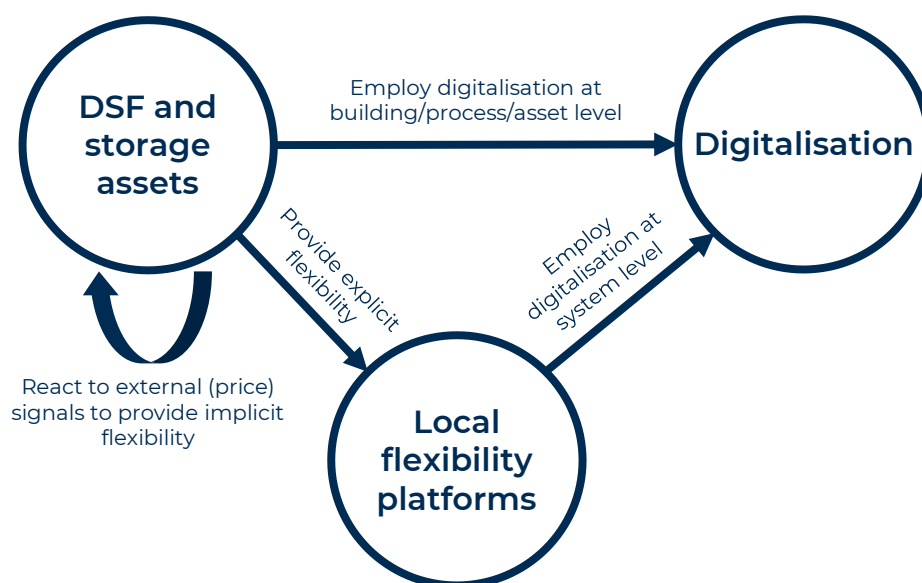 DSF and
storage
assets
Employ digitalisation at
building/process/asset level
Digitalisation
Provide explicit
flexibility
Employ
digitalisation at
system level
React to external (price)
signals to provide implicit
flexibility
Local
flexibility
platforms